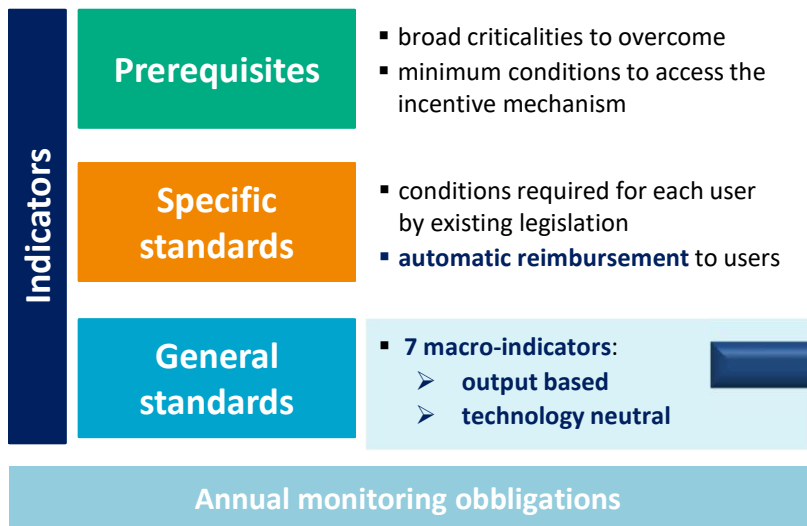 Indicators
Prerequisites
▪ broad criticalities to overcome
▪ minimum conditions to access the
incentive mechanism
Specific
standards
▪ conditions required for each user
by existing legislation
▪ automatic reimbursement to users
General
standards
▪ 7 macro-indicators:
➢ output based
➢ technology neutral
Annual monitoring obbligations